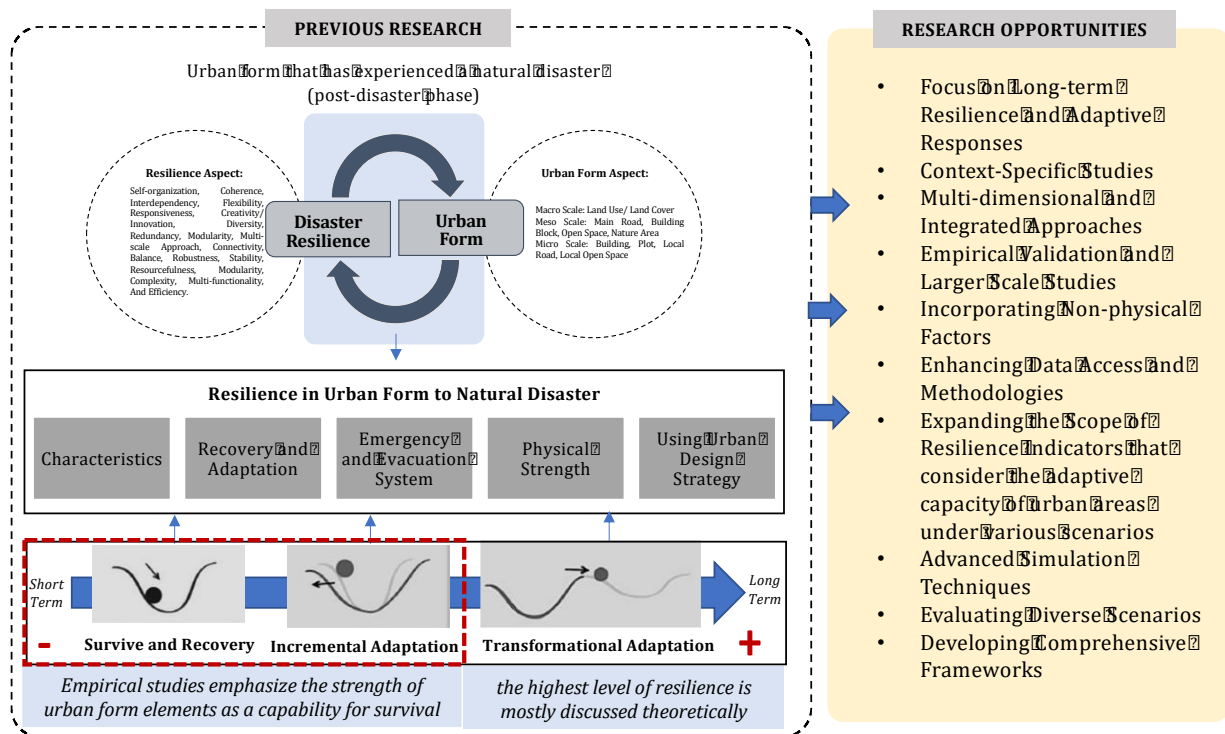 PREVIOUS RESEARCH
Urban form that has experienced a natural disaster
(post-disaster phase)
Resilience Aspect:
Self-organization, Coherence,
Interdependency, Flexibility,
Responsiveness, Creativity/
Innovation, Diversity,
Redundancy, Modularity, Multi-
scale Approach, Connectivity,
Balance, Robustness, Stability,
Resourcefulness, Modularity,
Complexity, Multi-functionality,
And Efficiency.
Disaster
Resilience
Urban
Form
Urban Form Aspect:
Macro Scale: Land Use/ Land Cover
Meso Scale: Main Road, Building
Block, Open Space, Nature Area
Micro Scale: Building, Plot, Local
Road, Local Open Space
Resilience in Urban Form to Natural Disaster
Characteristics
Recovery and
Adaptation
Emergency
and Evacuation
System
Physical
Strength
Using Urban
Design
Strategy
Short
Term
Long
Term
-
Survive and Recovery
Incremental Adaptation
Transformational Adaptation
+
Empirical studies emphasize the strength of
urban form elements as a capability for survival
the highest level of resilience is
mostly discussed theoretically
RESEARCH OPPORTUNITIES
• Focus on Long-term
Resilience and Adaptive
Responses
• Context-Specific Studies
• Multi-dimensional and
Integrated Approaches
• Empirical Validation and
Larger Scale Studies
• Incorporating Non-physical
Factors
• Enhancing Data Access and
Methodologies
• Expanding the Scope of
Resilience Indicators that
consider the adaptive
capacity of urban areas
under various scenarios
• Advanced Simulation
Techniques
• Evaluating Diverse Scenarios
• Developing Comprehensive
Frameworks